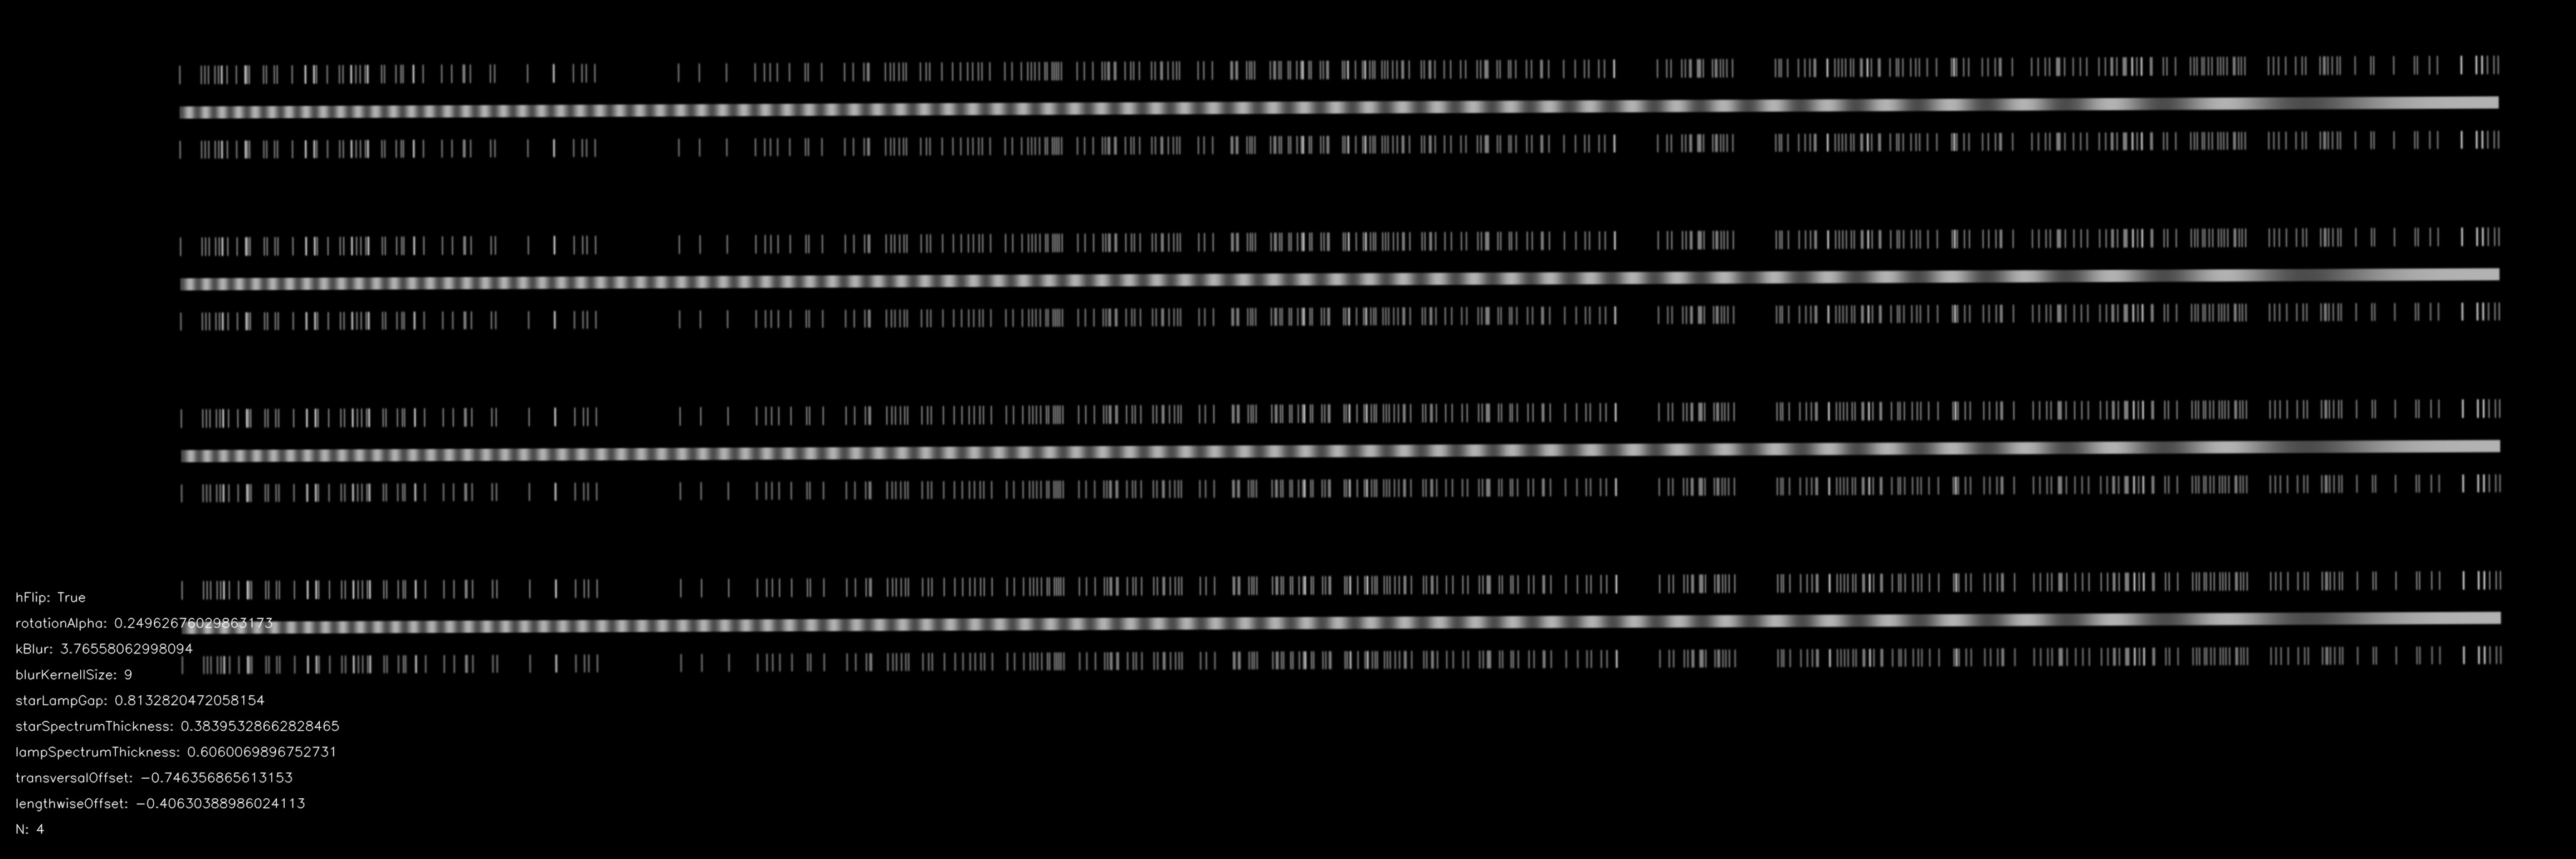 hFlip: True
rotationAlpha: 0.24962676029863173
kBlur: 3.76558062998094
blurKernellSize: 9
starLampGap: 0.8132820472058154
starSpectrumThickness: 0.38395328662828465
lampSpectrumThickness: 0.6060069896752731
transversalOffset: -0.746356865613153
lengthwiseOffset: -0.40630388986024113
N: 4